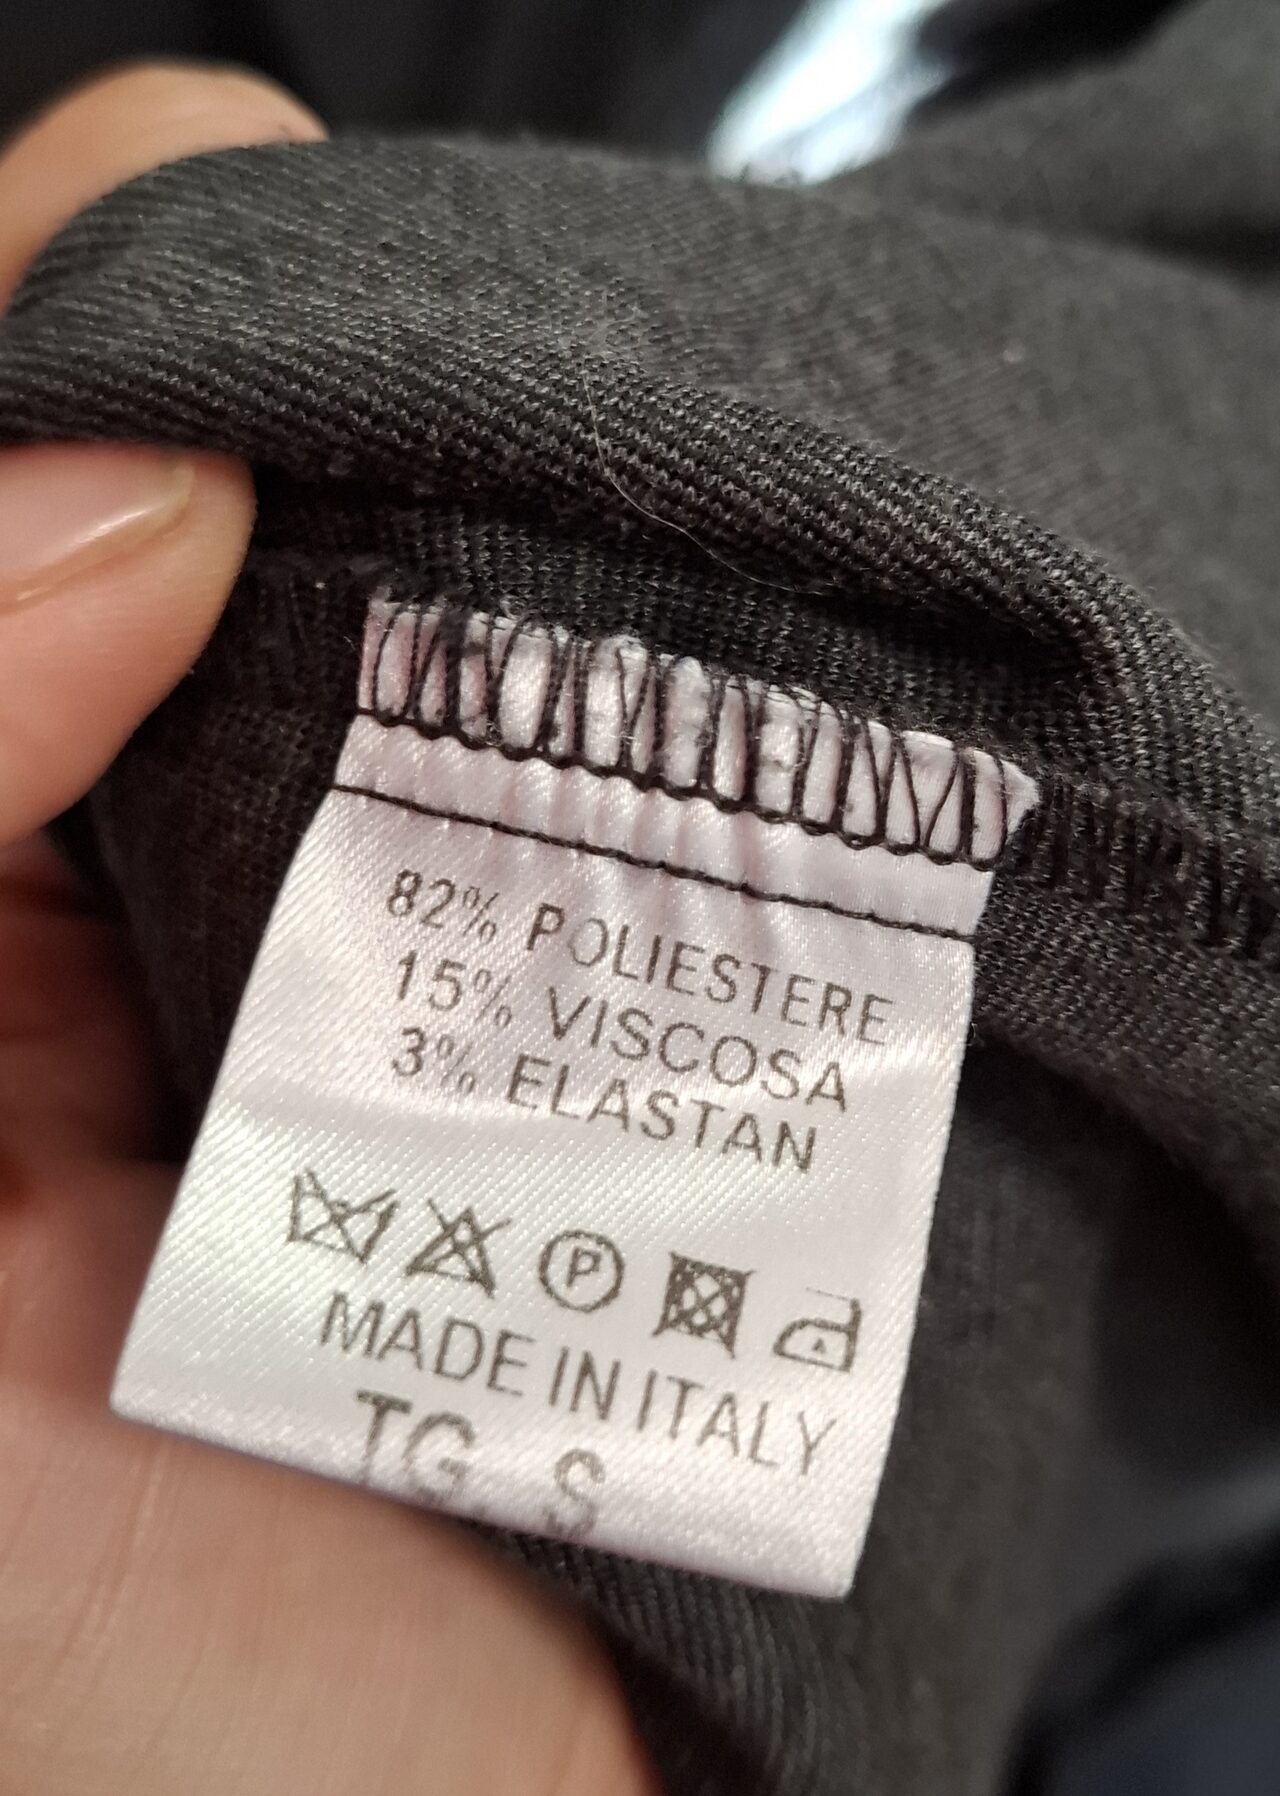 82% POLIESTERE
15% VISCOSA
3% ELASTAN
P
MADE IN ITALY
TG S